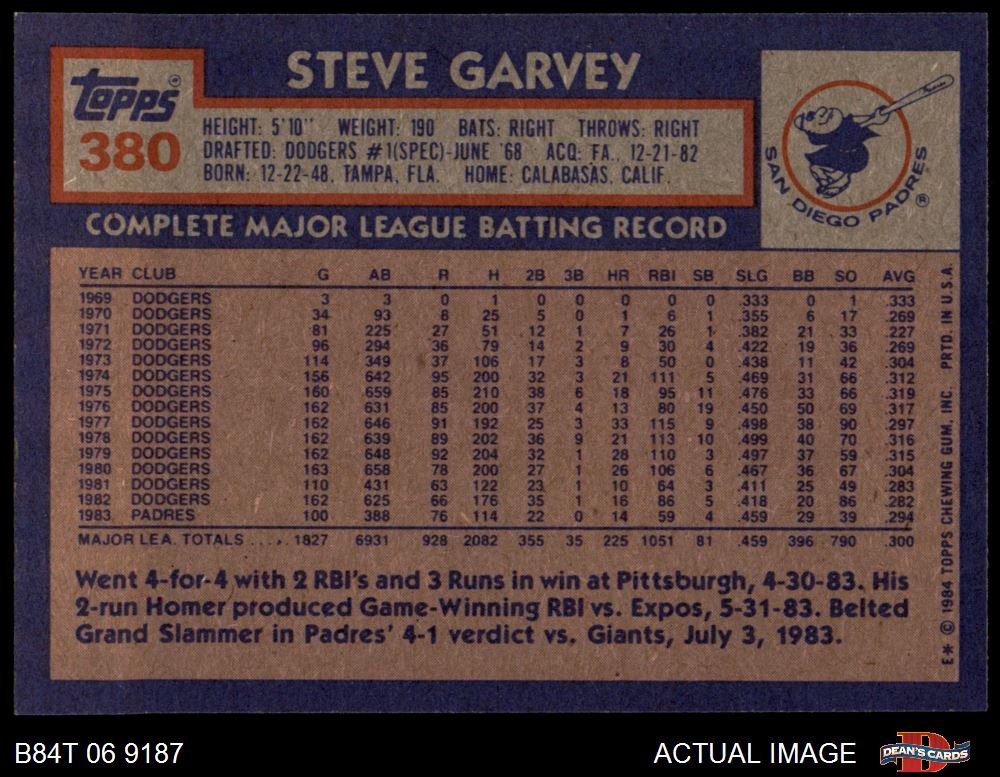 STEVE GARVEY
Topps®
380
HEIGHT: 5'10" WEIGHT: 190 BATS: RIGHT THROWS: RIGHT
DRAFTED: DODGERS #1(SPEC)-JUNE '68 ACQ: FA., 12-21-82
BORN: 12-22-48, TAMPA, FLA. HOME: CALABASAS, CALIF.
SAN DIEGO PADRES®
COMPLETE MAJOR LEAGUE BATTING RECORD
YEAR CLUB G AB R H 2B 3B HR RBI SB SLG BB SO AVG
1969 DODGERS 3 3 0 1 0 0 0 0 0 .333 0 1 .333
1970 DODGERS 34 93 8 25 5 0 1 6 1 .355 6 17 .269
1971 DODGERS 81 225 27 51 12 1 7 26 1 .382 21 33 .227
1972 DODGERS 96 294 36 79 14 2 9 30 4 .422 19 36 .269
1973 DODGERS 114 349 37 106 17 3 8 50 0 .438 11 42 .304
1974 DODGERS 156 642 95 200 32 3 21 111 5 .469 31 66 .312
1975 DODGERS 160 659 85 210 38 6 18 95 11 .476 33 66 .319
1976 DODGERS 162 631 85 200 37 4 13 80 19 .450 50 69 .317
1977 DODGERS 162 646 91 192 25 3 33 115 9 .498 38 90 .297
1978 DODGERS 162 639 89 202 36 9 21 113 10 .499 40 70 .316
1979 DODGERS 162 648 92 204 32 1 28 110 3 .497 37 59 .315
1980 DODGERS 163 658 78 200 27 1 26 106 6 .467 36 67 .304
1981 DODGERS 110 431 63 122 23 1 10 64 3 .411 25 49 .283
1982 DODGERS 162 625 66 176 35 1 16 86 5 .418 20 86 .282
1983 PADRES 100 388 76 114 22 0 14 59 4 .459 29 39 .294
MAJOR LEA. TOTALS ..... 1827 6931 928 2082 355 35 225 1051 81 .459 396 790 .300
Went 4-for-4 with 2 RBI's and 3 Runs in win at Pittsburgh, 4-30-83. His
2-run Homer produced Game-Winning RBI vs. Expos, 5-31-83. Belted
Grand Slammer in Padres' 4-1 verdict vs. Giants, July 3, 1983.
E* © 1984 TOPPS CHEWING GUM, INC. PRTD. IN U.S.A.
B84T 06 9187
ACTUAL IMAGE
DEAN'S CARDS